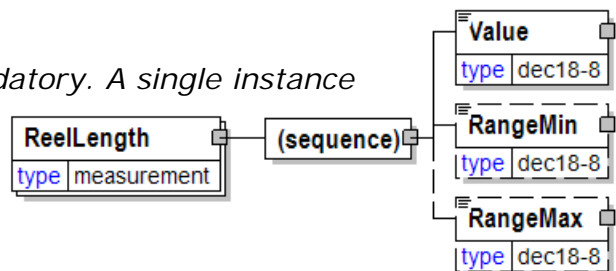 Value
type dec18-8
datory. A single instance
RangeMin
type dec18-8
ReelLength
type measurement
(sequence)
RangeMax
type dec18-8